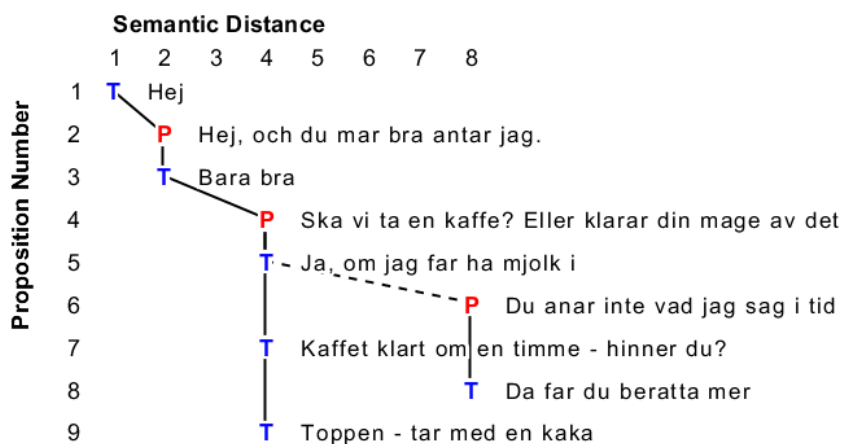 Semantic Distance
1 2 3 4 5 6 7 8
Proposition Number
1 T Hej
2 P Hej, och du mar bra antar jag.
3 T Bara bra
4 P Ska vi ta en kaffe? Eller klarar din mage av det
5 T Ja, om jag far ha mjolk i
6 P Du anar inte vad jag sag i tid
7 T Kaffet klart om en timme - hinner du?
8 T Da far du beratta mer
9 T Toppen - tar med en kaka